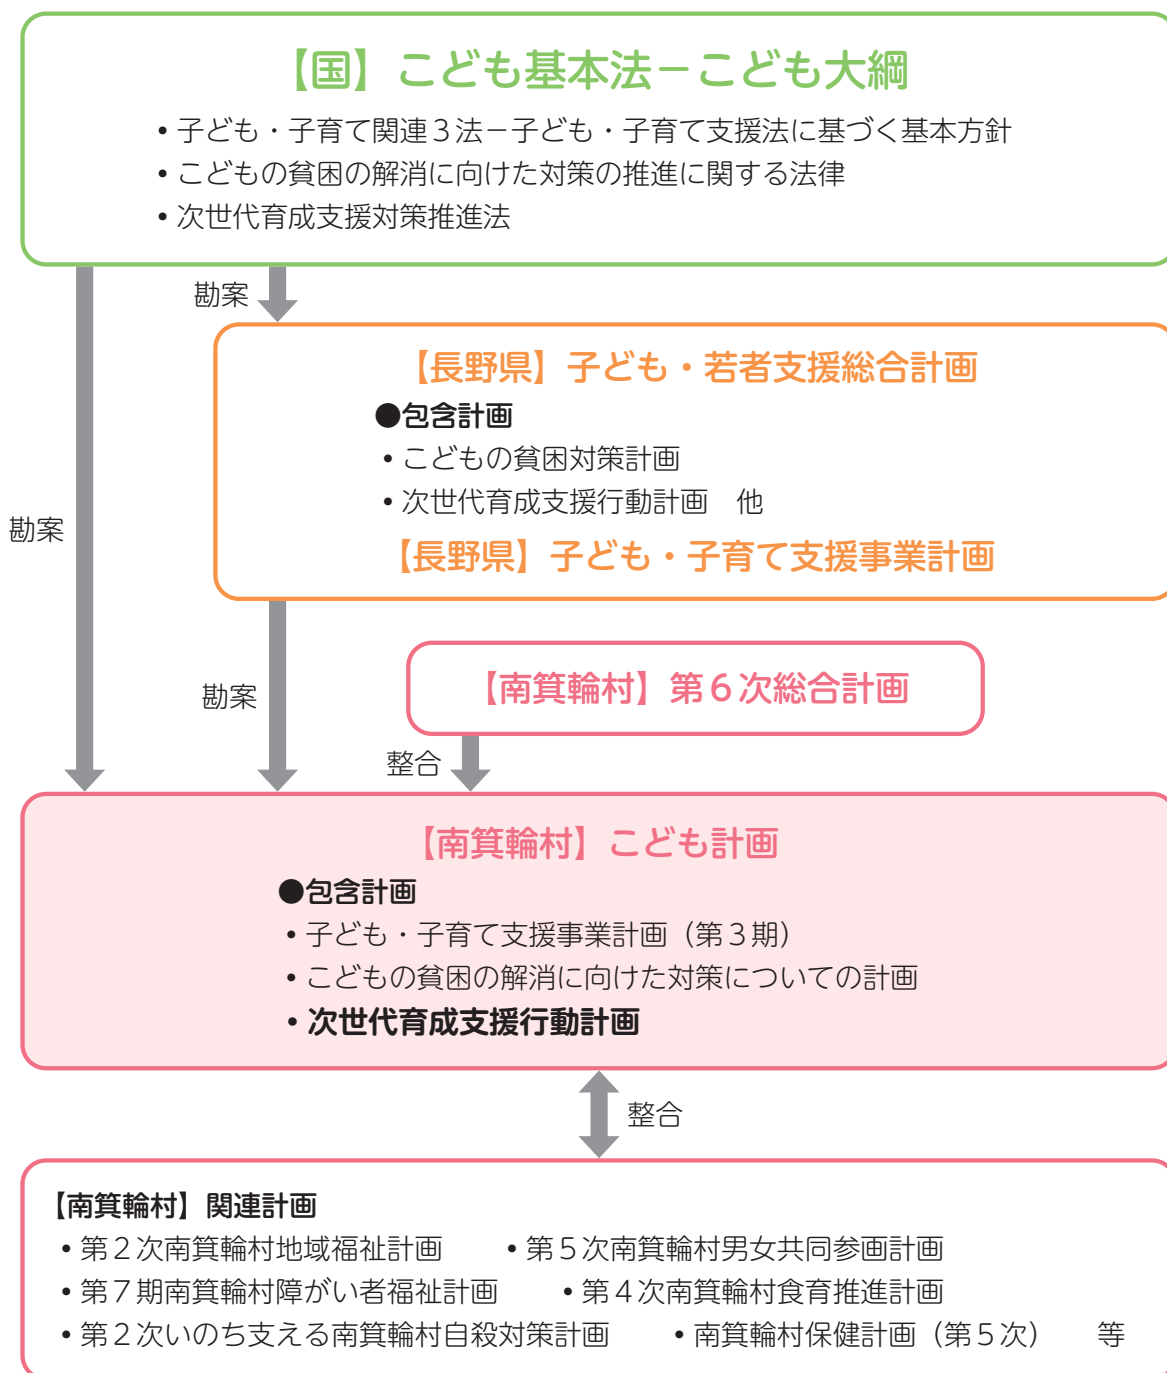 【国】こども基本法－こども大綱
• 子ども・子育て関連３法－子ども・子育て支援法に基づく基本方針
• こどもの貧困の解消に向けた対策の推進に関する法律
• 次世代育成支援対策推進法
勘案
【長野県】子ども・若者支援総合計画
●包含計画
• こどもの貧困対策計画
• 次世代育成支援行動計画　他
【長野県】子ども・子育て支援事業計画
勘案
勘案
【南箕輪村】第６次総合計画
整合
【南箕輪村】こども計画
●包含計画
• 子ども・子育て支援事業計画（第３期）
• こどもの貧困の解消に向けた対策についての計画
• 次世代育成支援行動計画
整合
【南箕輪村】関連計画
• 第２次南箕輪村地域福祉計画　• 第５次南箕輪村男女共同参画計画
• 第７期南箕輪村障がい者福祉計画　• 第４次南箕輪村食育推進計画
• 第２次いのち支える南箕輪村自殺対策計画　• 南箕輪村保健計画（第５次）　等